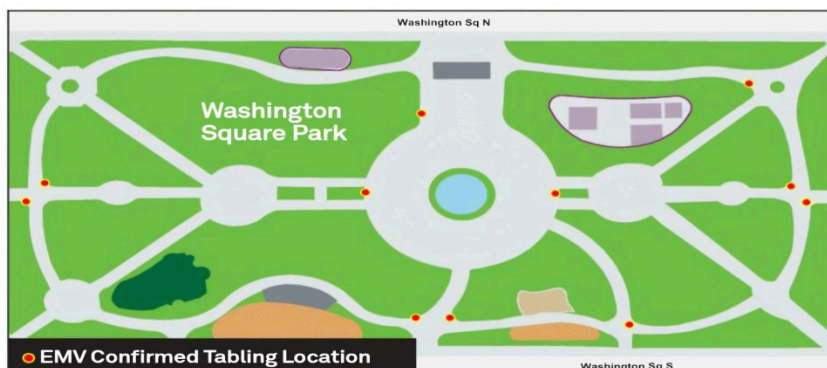 Washington Sq N
Washington
Square Park
EMV Confirmed Tabling Location
Washington Sq S